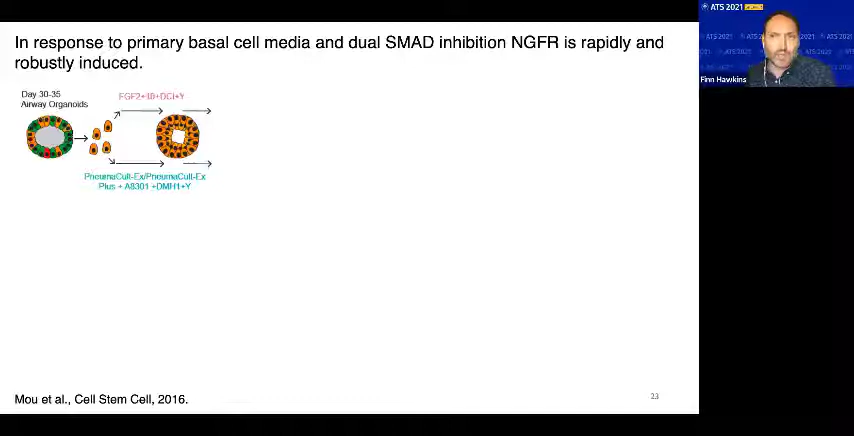 In response to primary basal cell media and dual SMAD inhibition NGFR is rapidly and
robustly induced.
Day 30-35
Airway Organoids
FGF2+10+DCI+Y
PneumaCult-Ex/PneumaCult-Ex
Plus + A8301 +DMH1+Y
Mou et al., Cell Stem Cell, 2016.
23
ATS 2021
Finn Hawkins